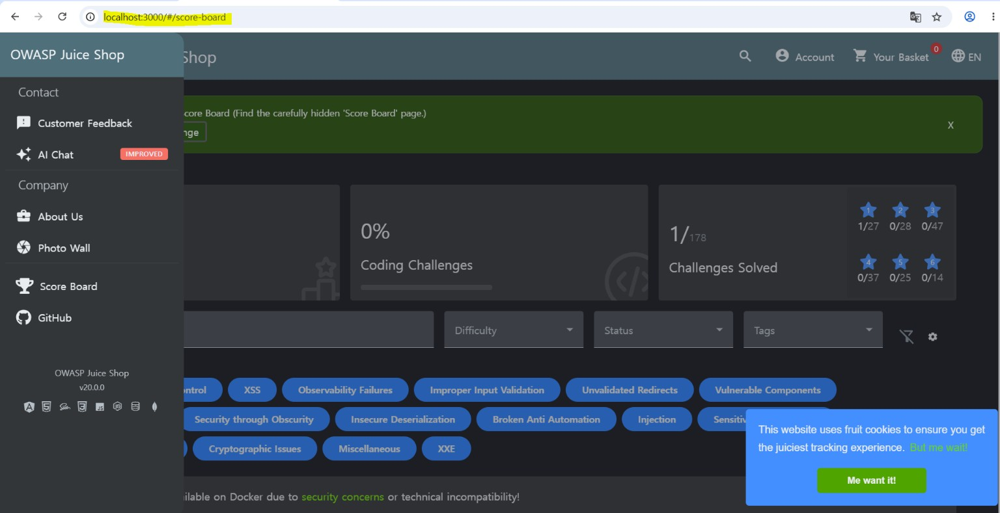 localhost:3000/#/score-board
OWASP Juice Shop
Shop
Account
Your Basket
0
EN
Contact
Customer Feedback
AI Chat
IMPROVED
Company
About Us
Photo Wall
Score Board
GitHub
OWASP Juice Shop
v20.0.0
core Board (Find the carefully hidden 'Score Board' page.)
nge
X
0%
Coding Challenges
1/178
Challenges Solved
1 2 3
1/27 0/28 0/47
4 5 6
0/37 0/25 0/14
Difficulty
Status
Tags
ntrol
XSS
Observability Failures
Improper Input Validation
Unvalidated Redirects
Vulnerable Components
Security through Obscurity
Insecure Deserialization
Broken Anti Automation
Injection
Sensitiv
Cryptographic Issues
Miscellaneous
XXE
ilable on Docker due to security concerns or technical incompatibility!
This website uses fruit cookies to ensure you get
the juiciest tracking experience. But me wait!
Me want it!